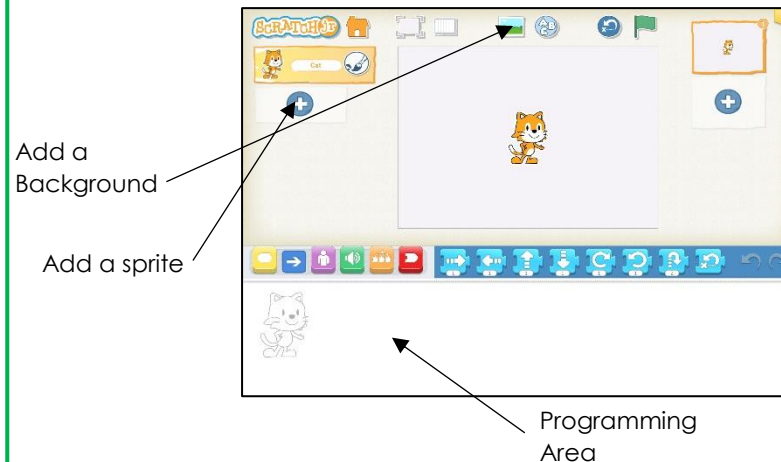 SCRATCHJr
Cat
Add a
Background
Add a sprite
Programming
Area